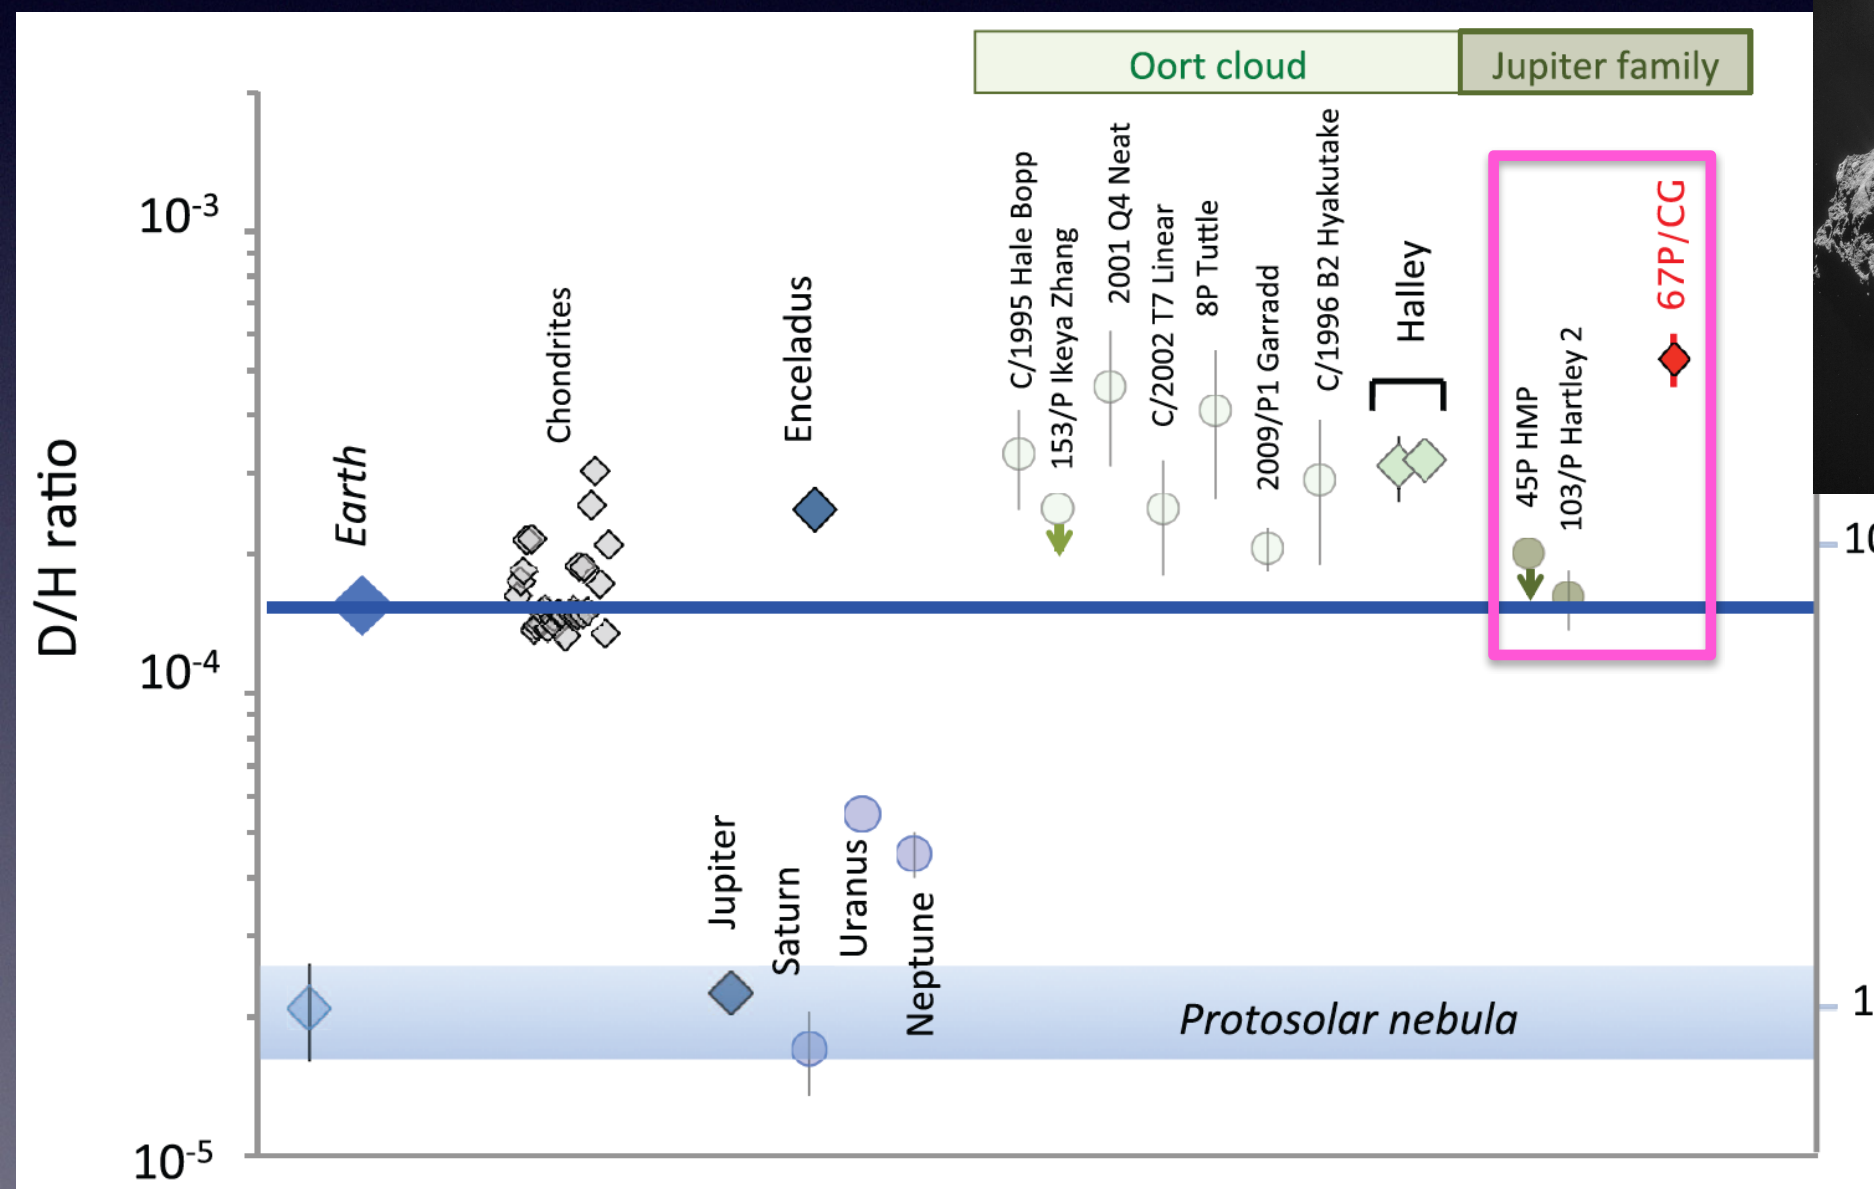 Oort cloud
Jupiter family
D/H ratio
10-3
10-4
10-5
Earth
Chondrites
Enceladus
C/1995 Hale Bopp
153/P Ikeya Zhang
2001 Q4 Neat
C/2002 T7 Linear
8P Tuttle
2009/P1 Garradd
C/1996 B2 Hyakutake
Halley
45P HMP
103/P Hartley 2
67P/CG
Jupiter
Saturn
Uranus
Neptune
Protosolar nebula
10
1